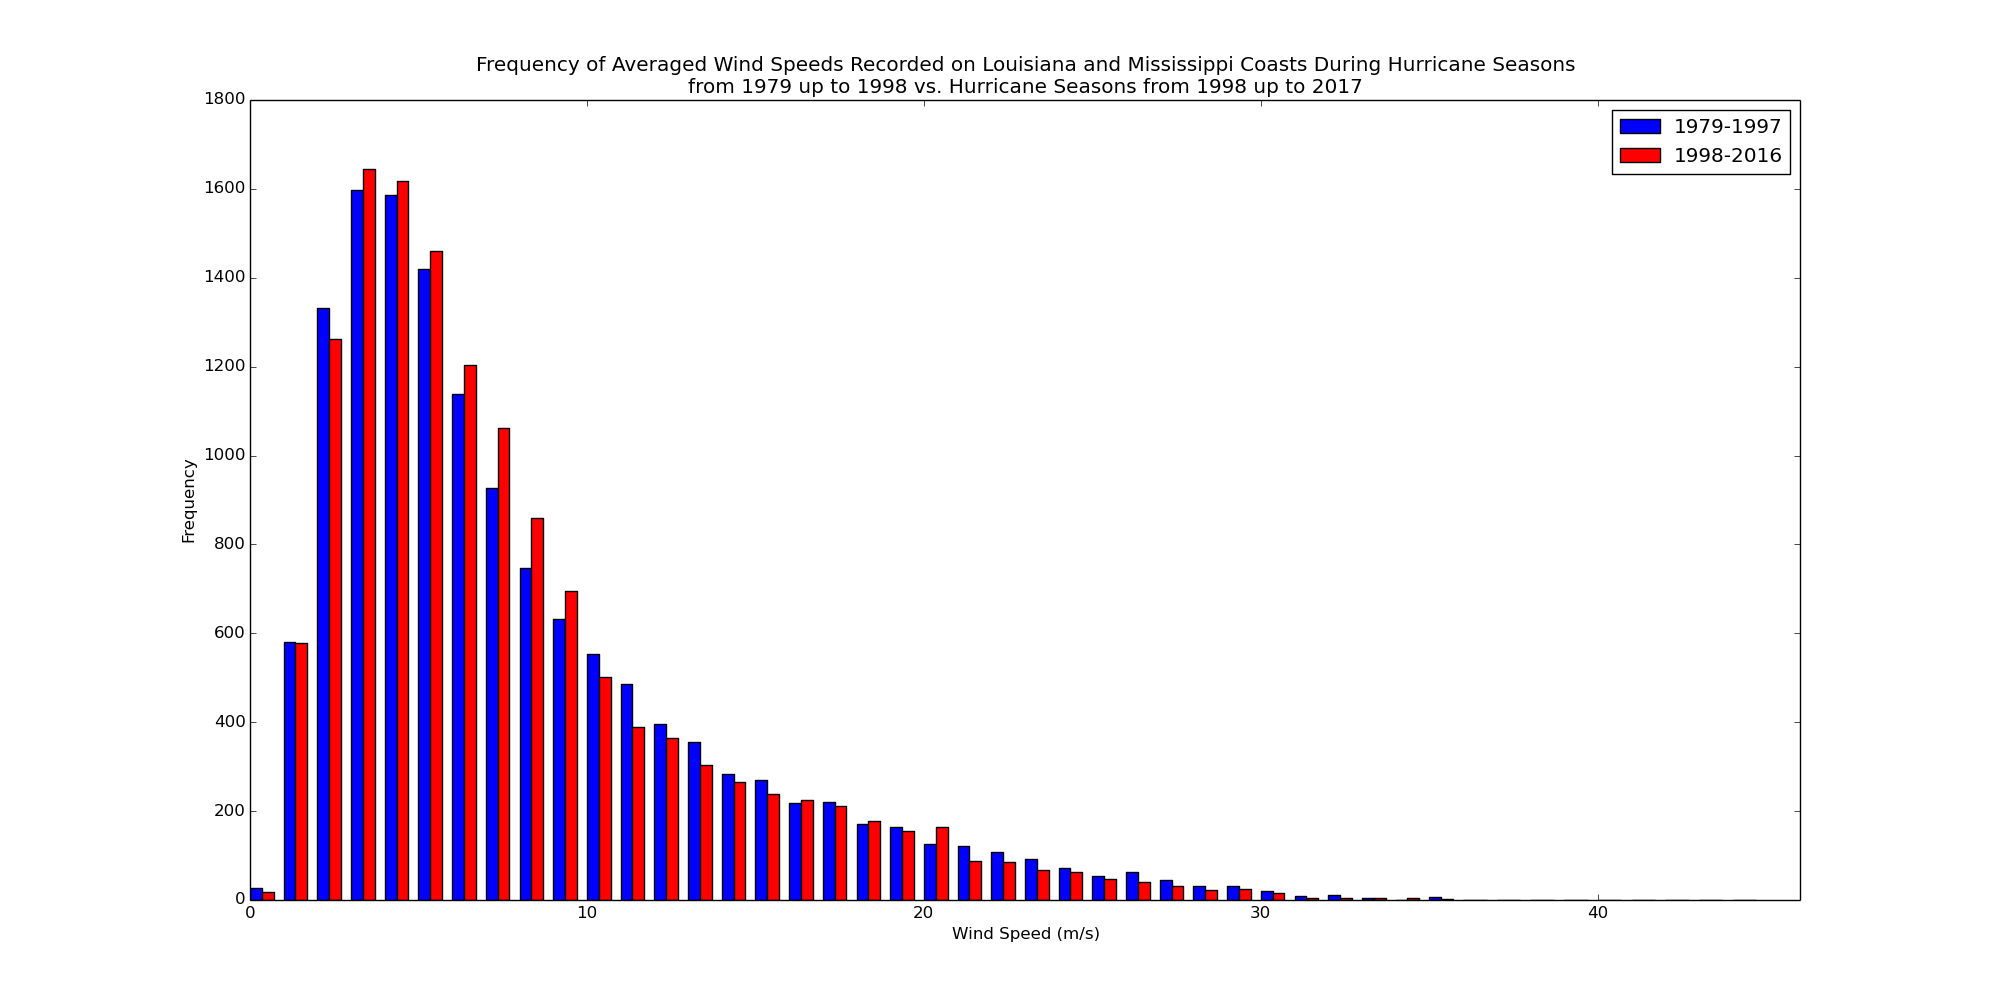 Frequency of Averaged Wind Speeds Recorded on Louisiana and Mississippi Coasts During Hurricane Seasons
from 1979 up to 1998 vs. Hurricane Seasons from 1998 up to 2017
1979-1997
1998-2016
1800
1600
1400
1200
1000
800
600
400
200
0
Frequency
0 10 20 30 40
Wind Speed (m/s)